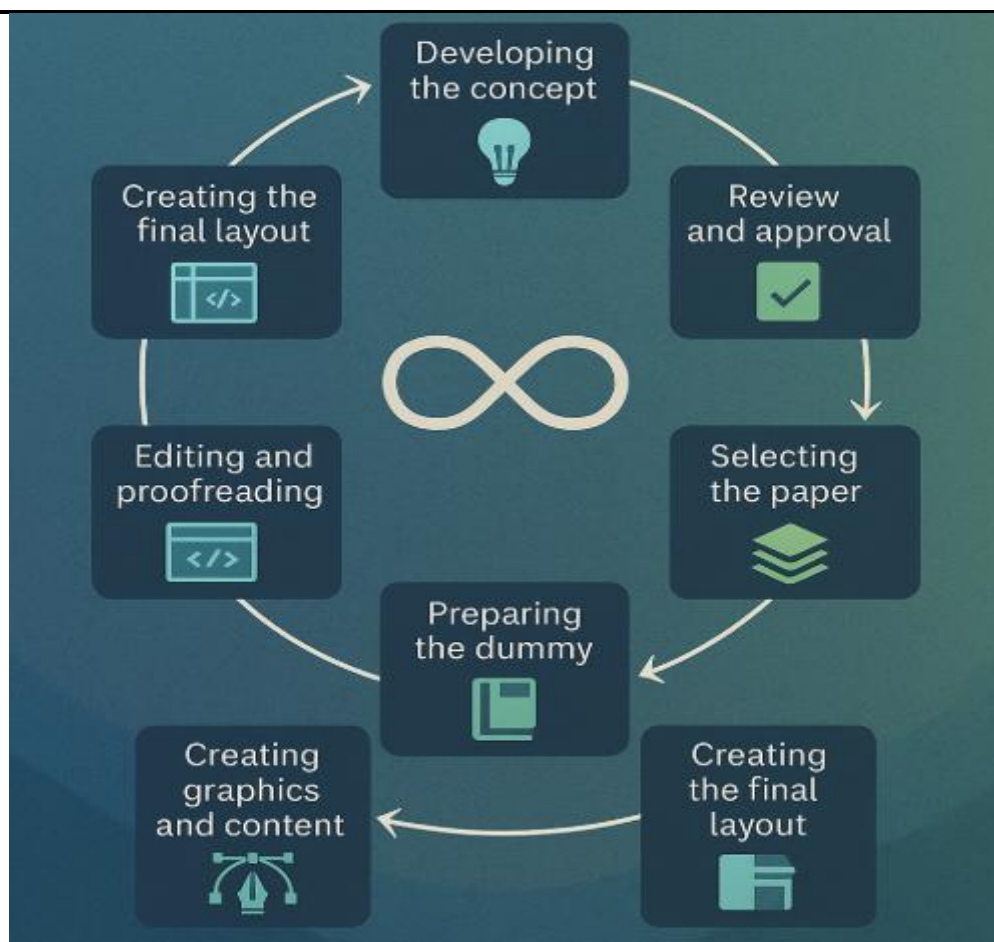 Developing
the concept
Review
and approval
Selecting
the paper
Preparing
the dummy
Creating
the final
layout
Creating
graphics
and content
Editing and
proofreading
</>
Creating the
final layout
</>